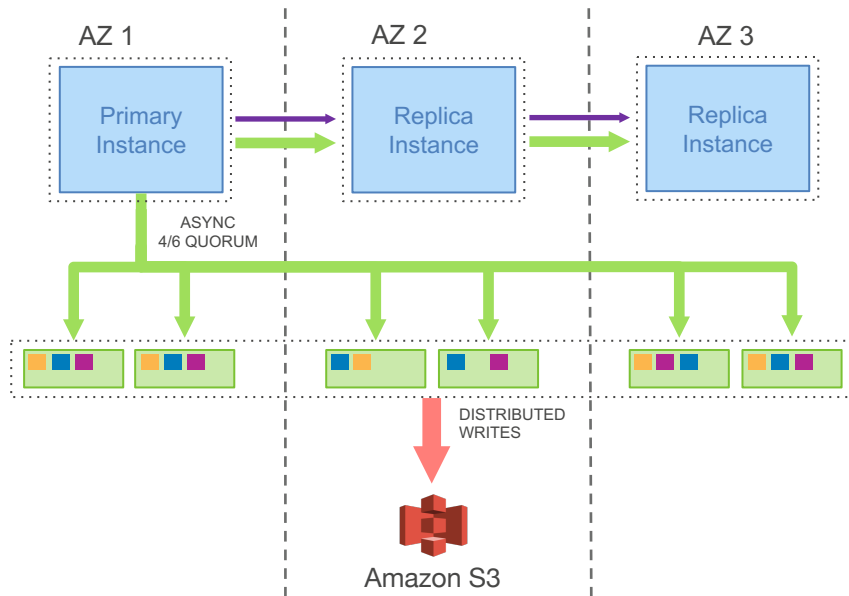 AZ 1
AZ 2
AZ 3
Primary
Instance
Replica
Instance
Replica
Instance
ASYNC
4/6 QUORUM
DISTRIBUTED
WRITES
Amazon S3